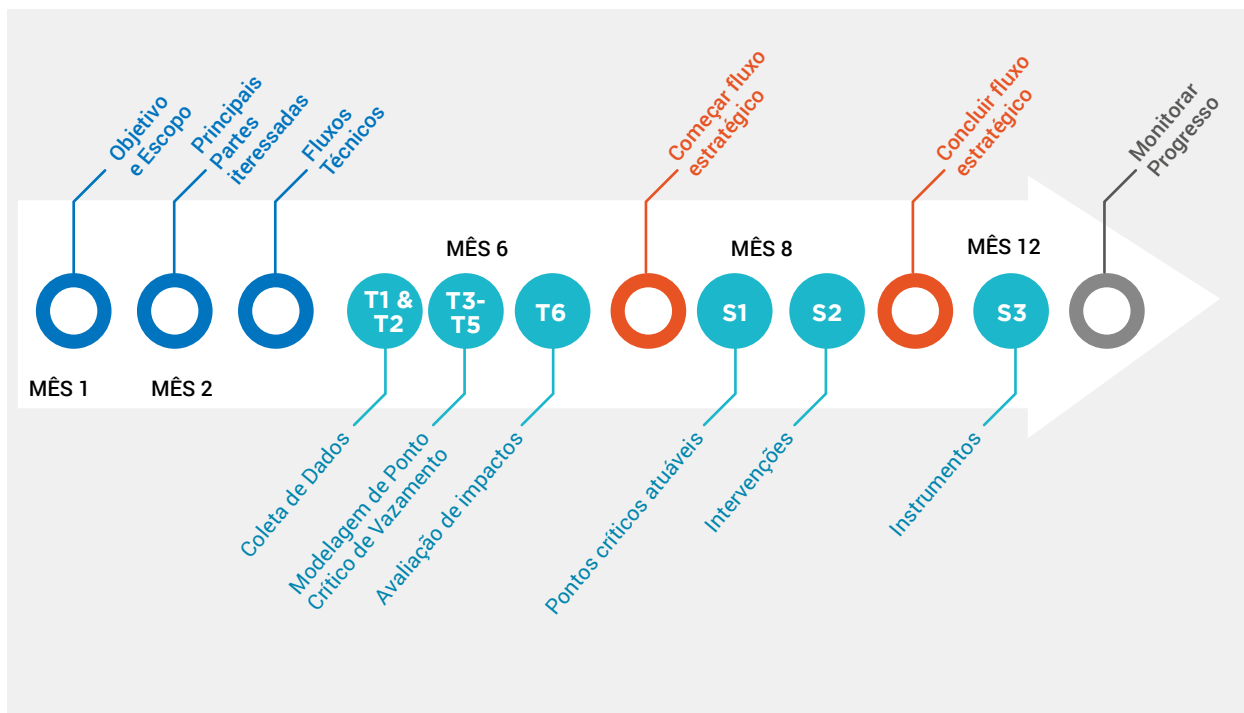 Objetivo
e Escopo
Principais
Partes
iteressadas
Fluxos
Técnicos
Começar fluxo
estratégico
Concluir fluxo
estratégico
Monitorar
Progresso
MÊS 6
MÊS 8
MÊS 12
T1 &
T2
T3-
T5
T6
S1
S2
S3
MÊS 1
MÊS 2
Coleta de Dados
Modelagem de Ponto
Crítico de Vazamento
Avaliação de impactos
Pontos críticos atuáveis
Intervenções
Instrumentos